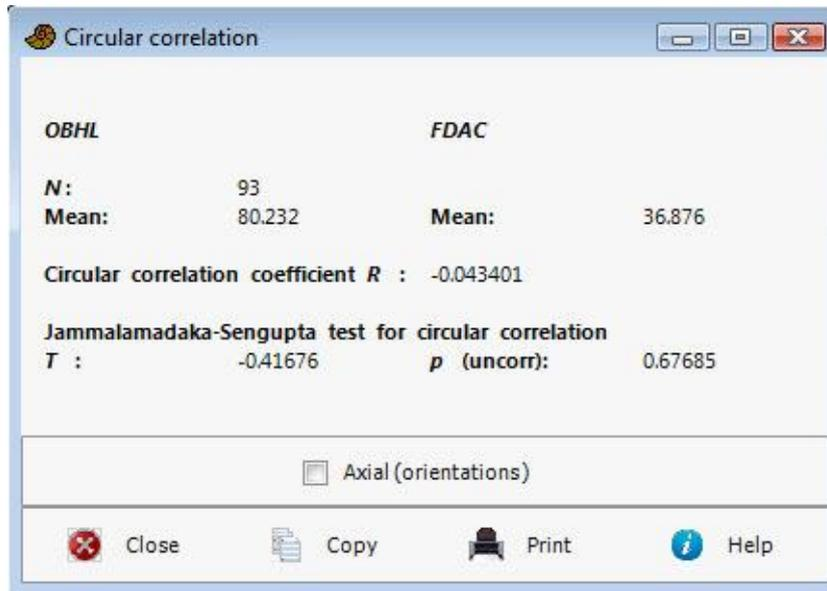 Circular correlation
OBHL FDAC
N: 93
Mean: 80.232 Mean: 36.876
Circular correlation coefficient R : -0.043401
Jammalamadaka-Sengupta test for circular correlation
T : -0.41676 p (uncorr): 0.67685
Axial (orientations)
Close Copy Print Help